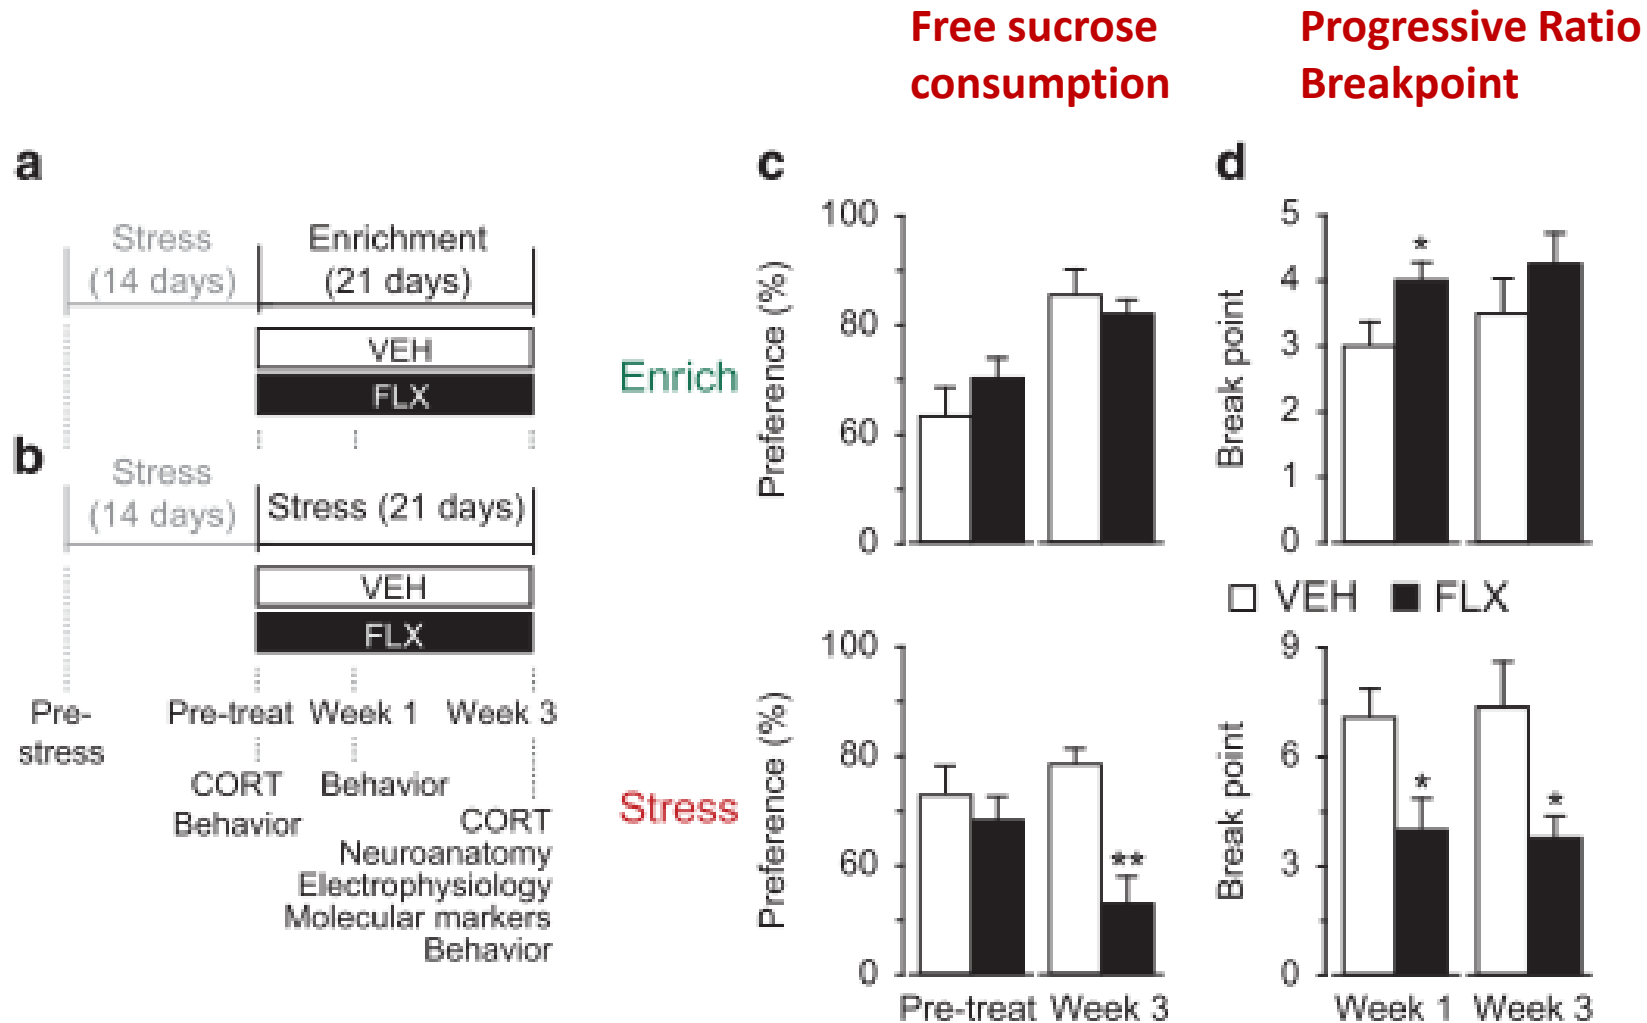 Free sucrose
consumption
Progressive Ratio
Breakpoint
a
Stress
(14 days)
Enrichment
(21 days)
VEH
FLX
b
Stress
(14 days)
Stress (21 days)
VEH
FLX
Pre-
stress
Pre-treat
Week 1
Week 3
CORT
Behavior
Behavior
CORT
Neuroanatomy
Electrophysiology
Molecular markers
Behavior
Enrich
Stress
c
Preference (%)
100
80
60
0
Preference (%)
100
80
60
0
**
Pre-treat
Week 3
d
Break point
5
4
3
2
1
0
*
VEH
FLX
Break point
9
6
3
0
*
*
Week 1
Week 3